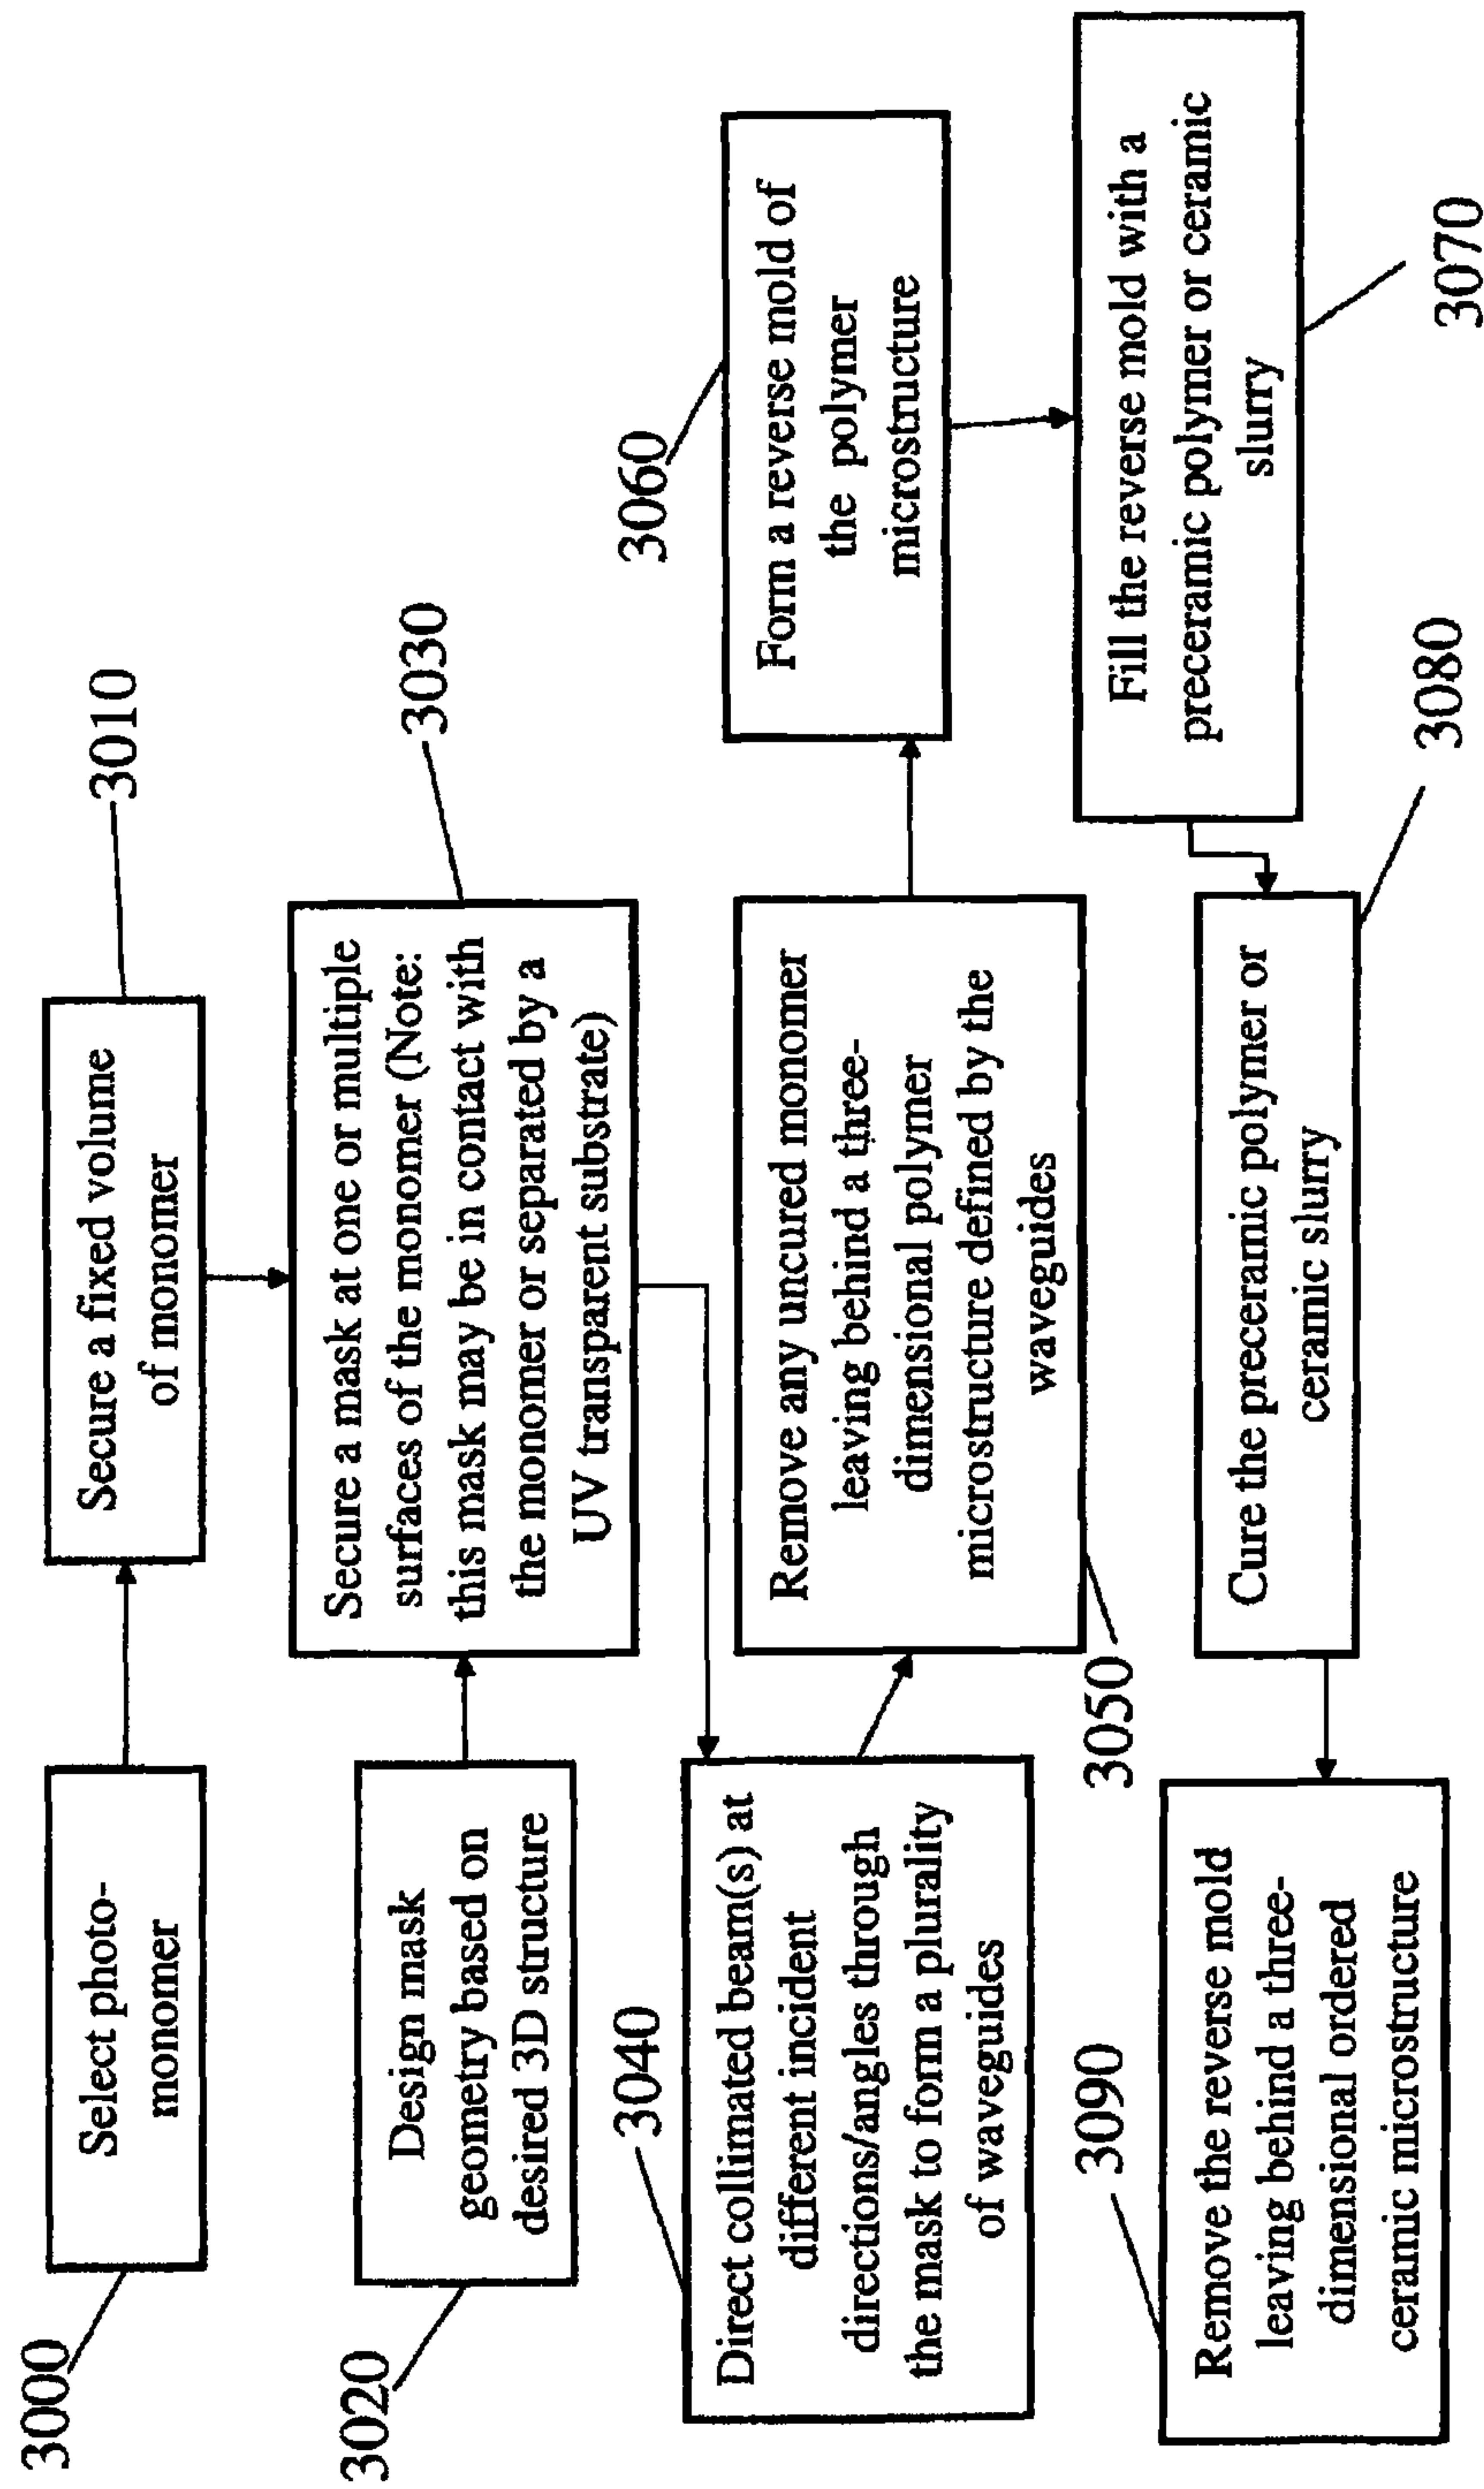 3000
Select photo-
monomer
3010
Secure a fixed volume
of monomer
3020
Design mask
geometry based on
desired 3D structure
3030
Secure a mask at one or multiple
surfaces of the monomer (Note:
this mask may be in contact with
the monomer or separated by a
UV transparent substrate)
3040
Direct collimated beam(s) at
different incident
directions/angles through
the mask to form a plurality
of waveguides
3050
Remove any uncured monomer
leaving behind a three-
dimensional polymer
microstructure defined by the
waveguides
3060
Form a reverse mold of
the polymer
microstructure
3070
Fill the reverse mold with a
preceramic polymer or ceramic
slurry
3080
Cure the preceramic polymer or
ceramic slurry
3090
Remove the reverse mold
leaving behind a three-
dimensional ordered
ceramic microstructure